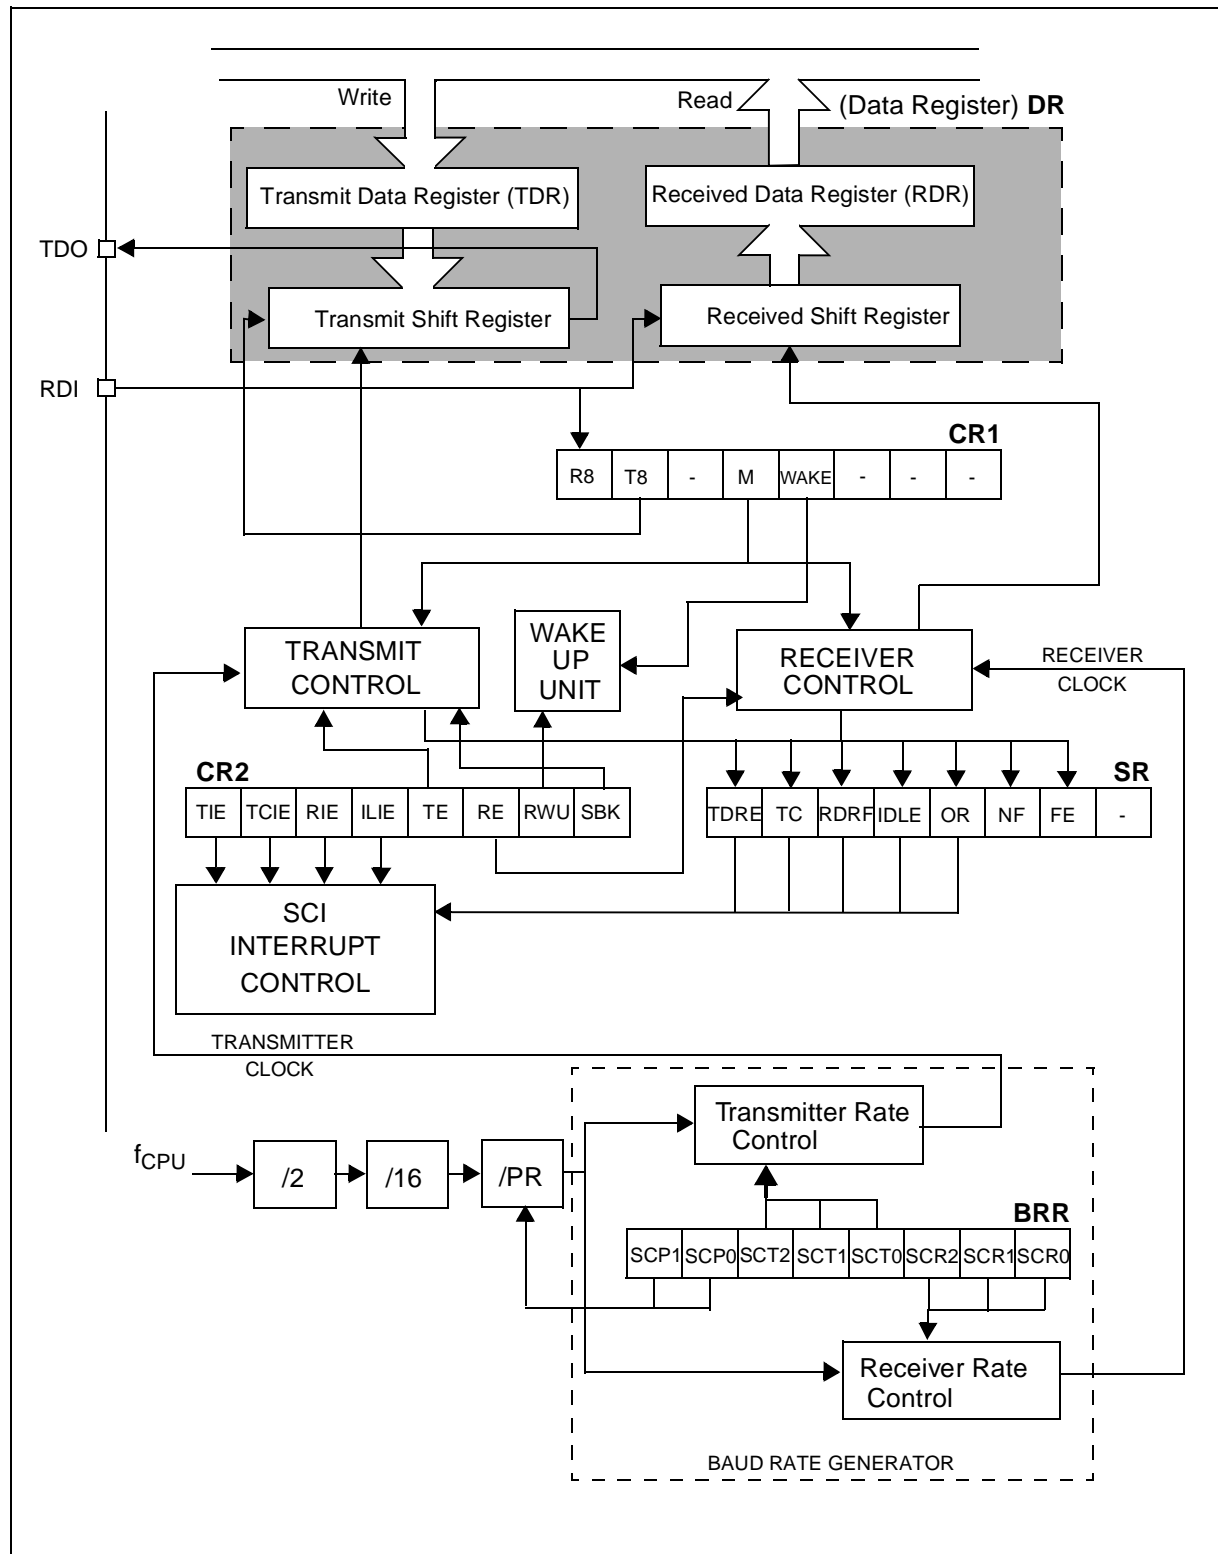 Write
Read
(Data Register) DR
Transmit Data Register (TDR)
Received Data Register (RDR)
TDO
Transmit Shift Register
Received Shift Register
RDI
CR1
R8 T8 - M WAKE - - -
TRANSMIT
CONTROL
WAKE
UP
UNIT
RECEIVER
CONTROL
RECEIVER
CLOCK
CR2
TIE TCIE RIE ILIE TE RE RWU SBK
SR
TDRE TC RDRF IDLE OR NF FE -
SCI
INTERRUPT
CONTROL
TRANSMITTER
CLOCK
Transmitter Rate
Control
fCPU
/2
/16
/PR
BRR
SCP1 SCP0 SCT2 SCT1 SCT0 SCR2 SCR1 SCR0
Receiver Rate
Control
BAUD RATE GENERATOR